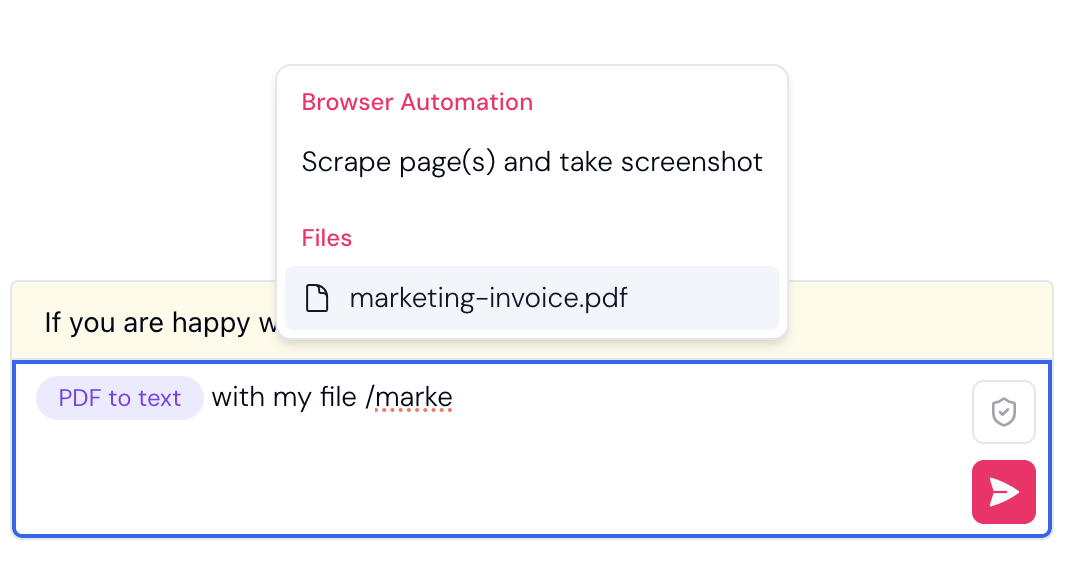 Browser Automation
Scrape page(s) and take screenshot
Files
marketing-invoice.pdf
If you are happy w
PDF to text with my file /marke